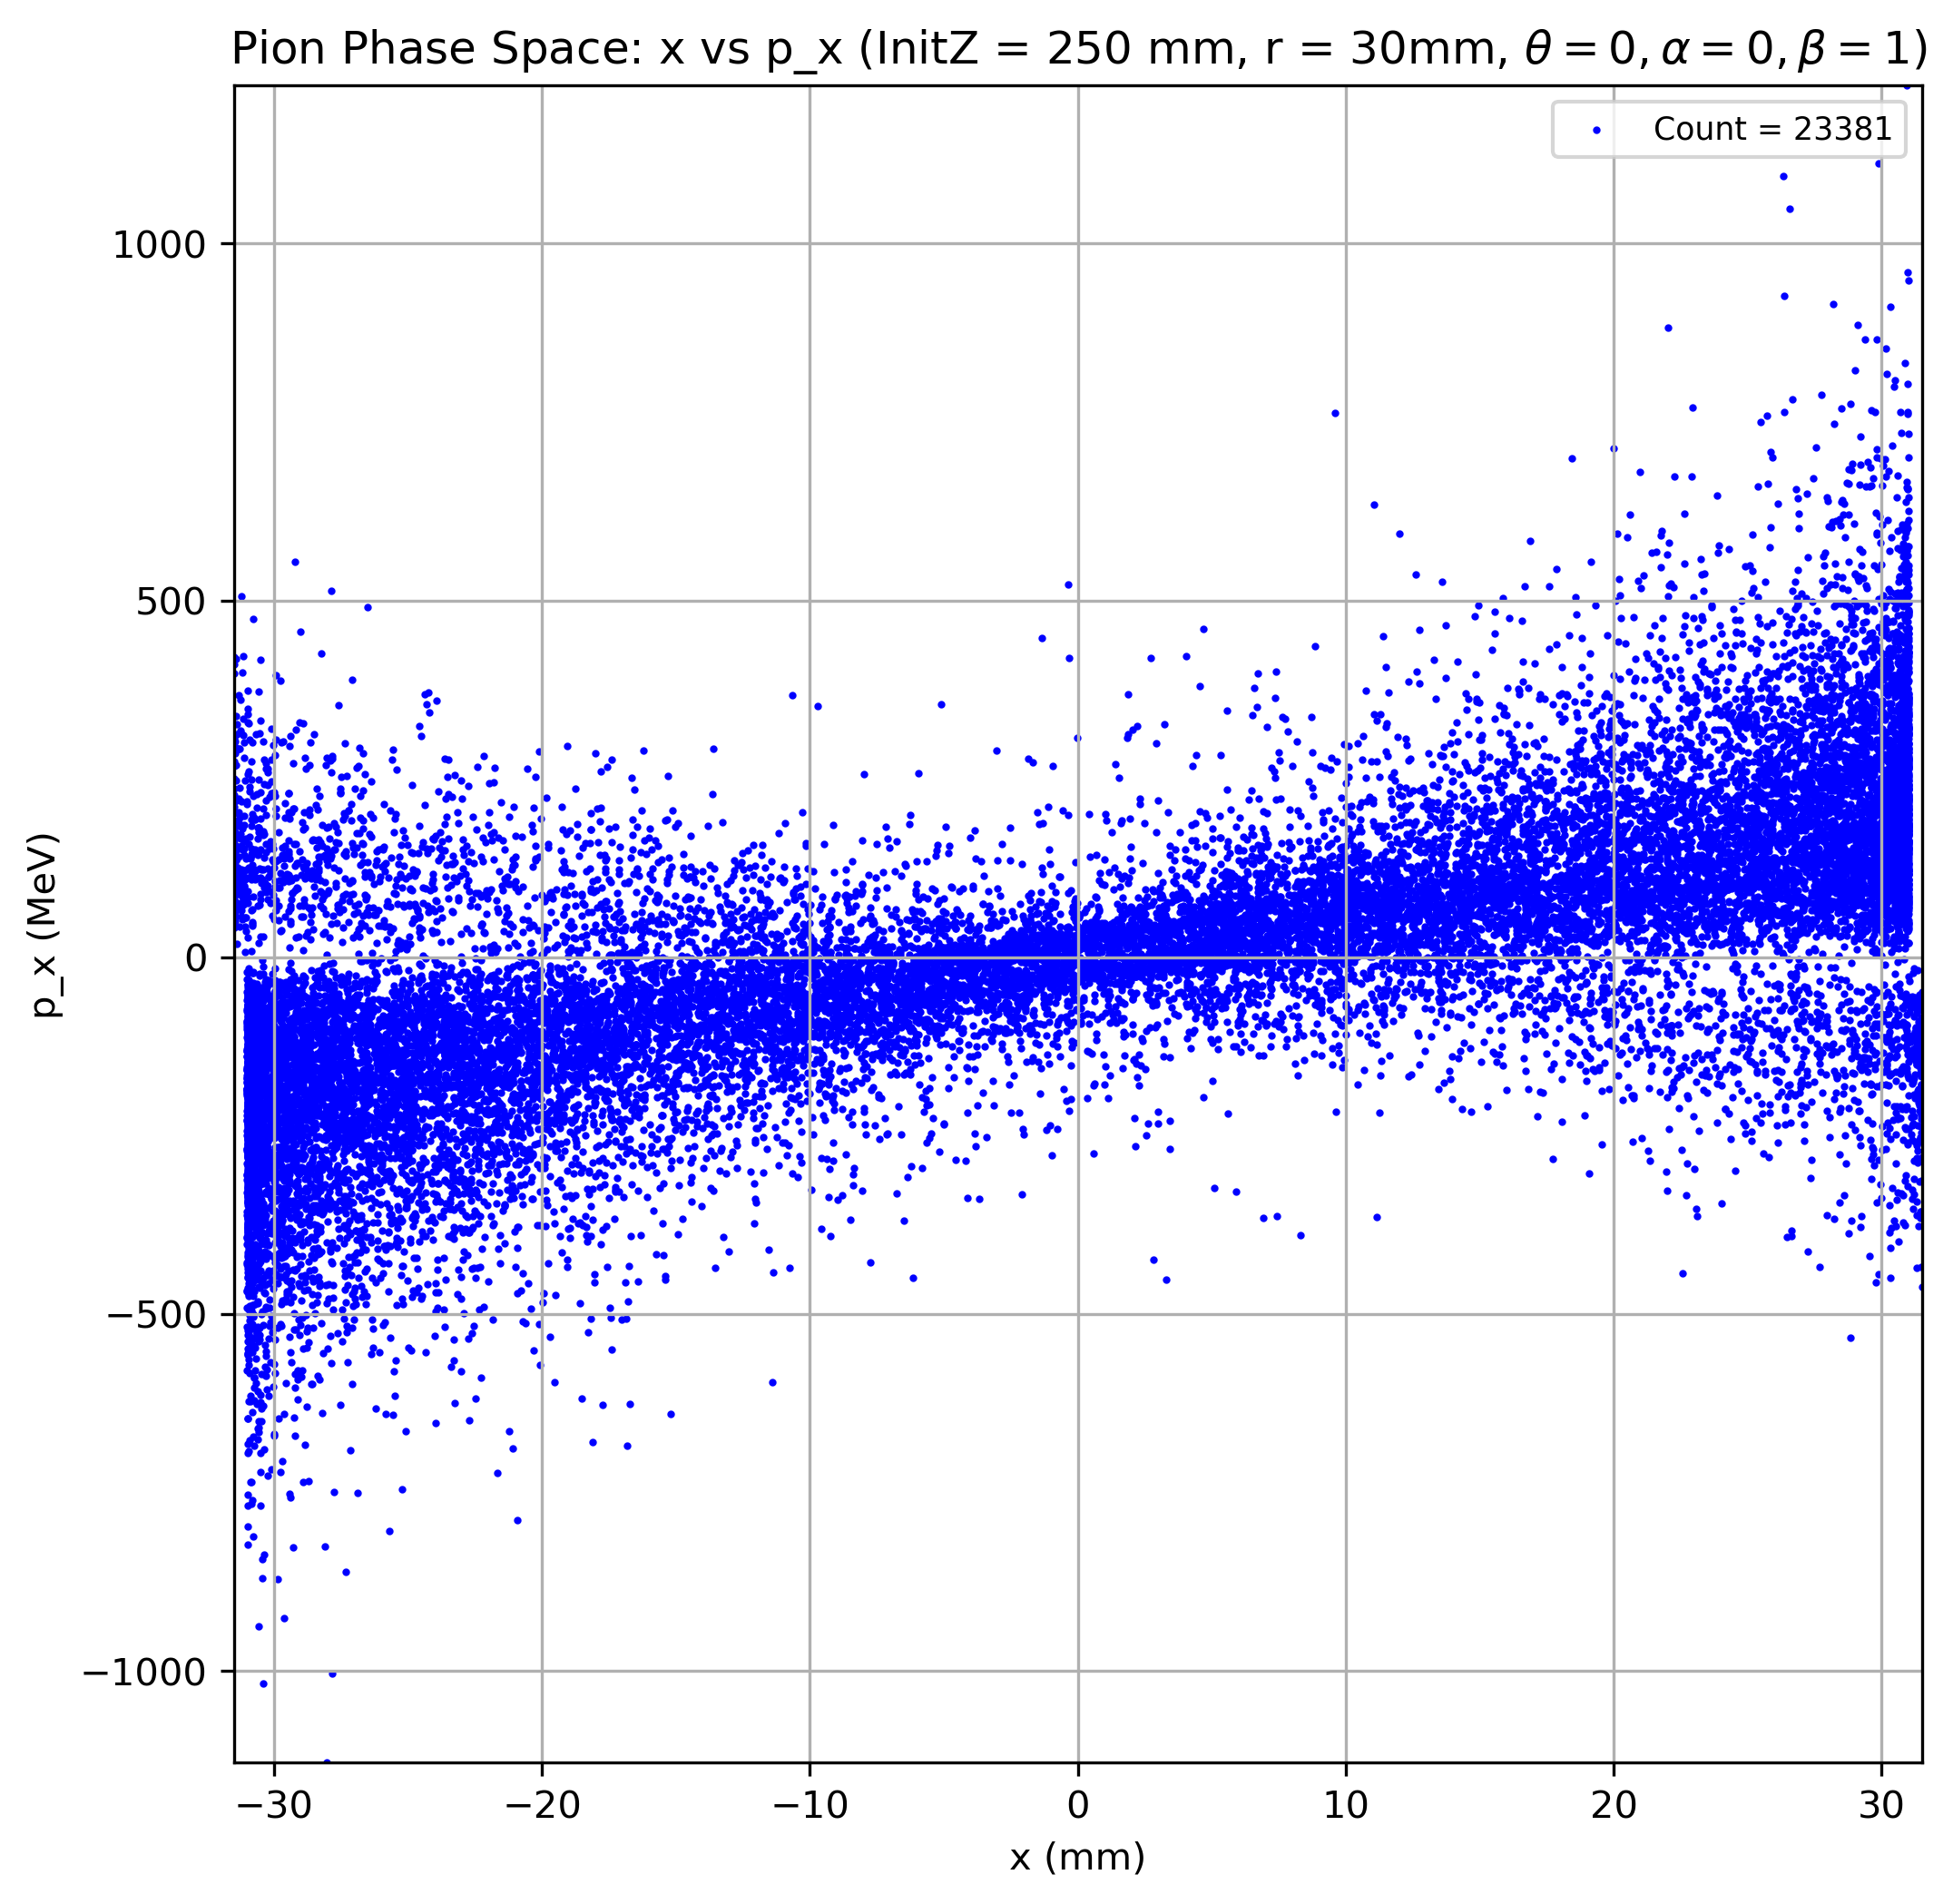 Pion Phase Space: x vs p_x (InitZ = 250 mm, r = 30mm, θ = 0, α = 0, β = 1)
Count = 23381
1000
500
0
−500
−1000
p_x (MeV)
−30 −20 −10 0 10 20 30
x (mm)